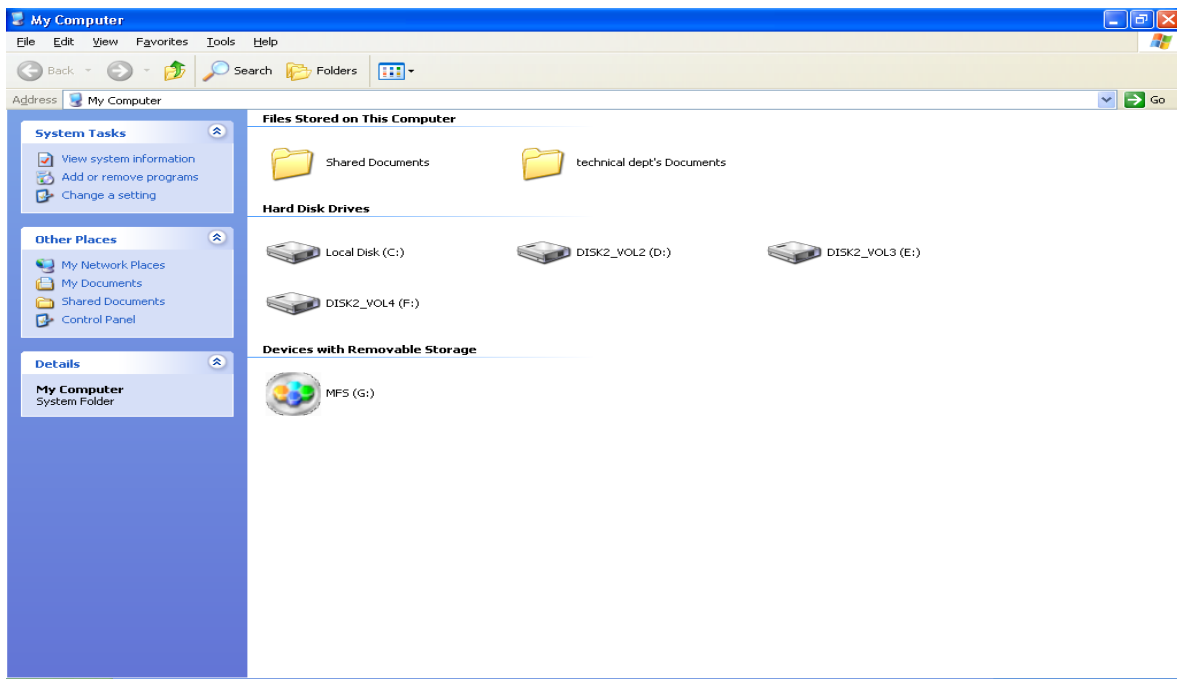 My Computer
File Edit View Favorites Tools Help
Back Search Folders
Address My Computer Go
System Tasks
View system information
Add or remove programs
Change a setting
Other Places
My Network Places
My Documents
Shared Documents
Control Panel
Details
My Computer
System Folder
Files Stored on This Computer
Shared Documents technical dept's Documents
Hard Disk Drives
Local Disk (C:) DISK2_VOL2 (D:) DISK2_VOL3 (E:)
DISK2_VOL4 (F:)
Devices with Removable Storage
MFS (G:)